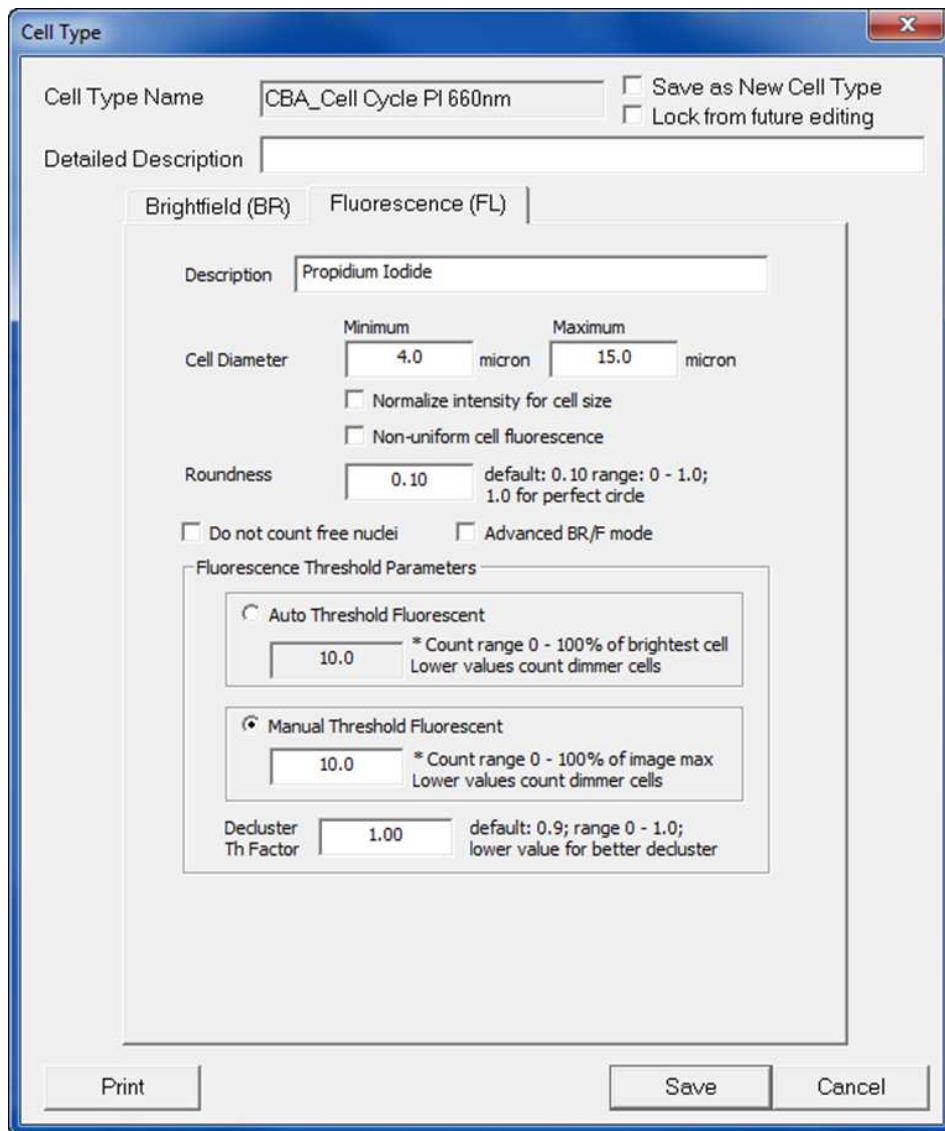 Cell Type
Cell Type Name CBA_Cell Cycle PI 660nm Save as New Cell Type
Lock from future editing
Detailed Description
Brightfield (BR) Fluorescence (FL)
Description Propidium Iodide
Minimum Maximum
Cell Diameter 4.0 micron 15.0 micron
Normalize intensity for cell size
Non-uniform cell fluorescence
Roundness 0.10 default: 0.10 range: 0 - 1.0;
1.0 for perfect circle
Do not count free nuclei Advanced BR/F mode
Fluorescence Threshold Parameters
Auto Threshold Fluorescent
10.0 * Count range 0 - 100% of brightest cell
Lower values count dimmer cells
Manual Threshold Fluorescent
10.0 * Count range 0 - 100% of image max
Lower values count dimmer cells
Decluster
Th Factor 1.00 default: 0.9; range 0 - 1.0;
lower value for better decluster
Print Save Cancel